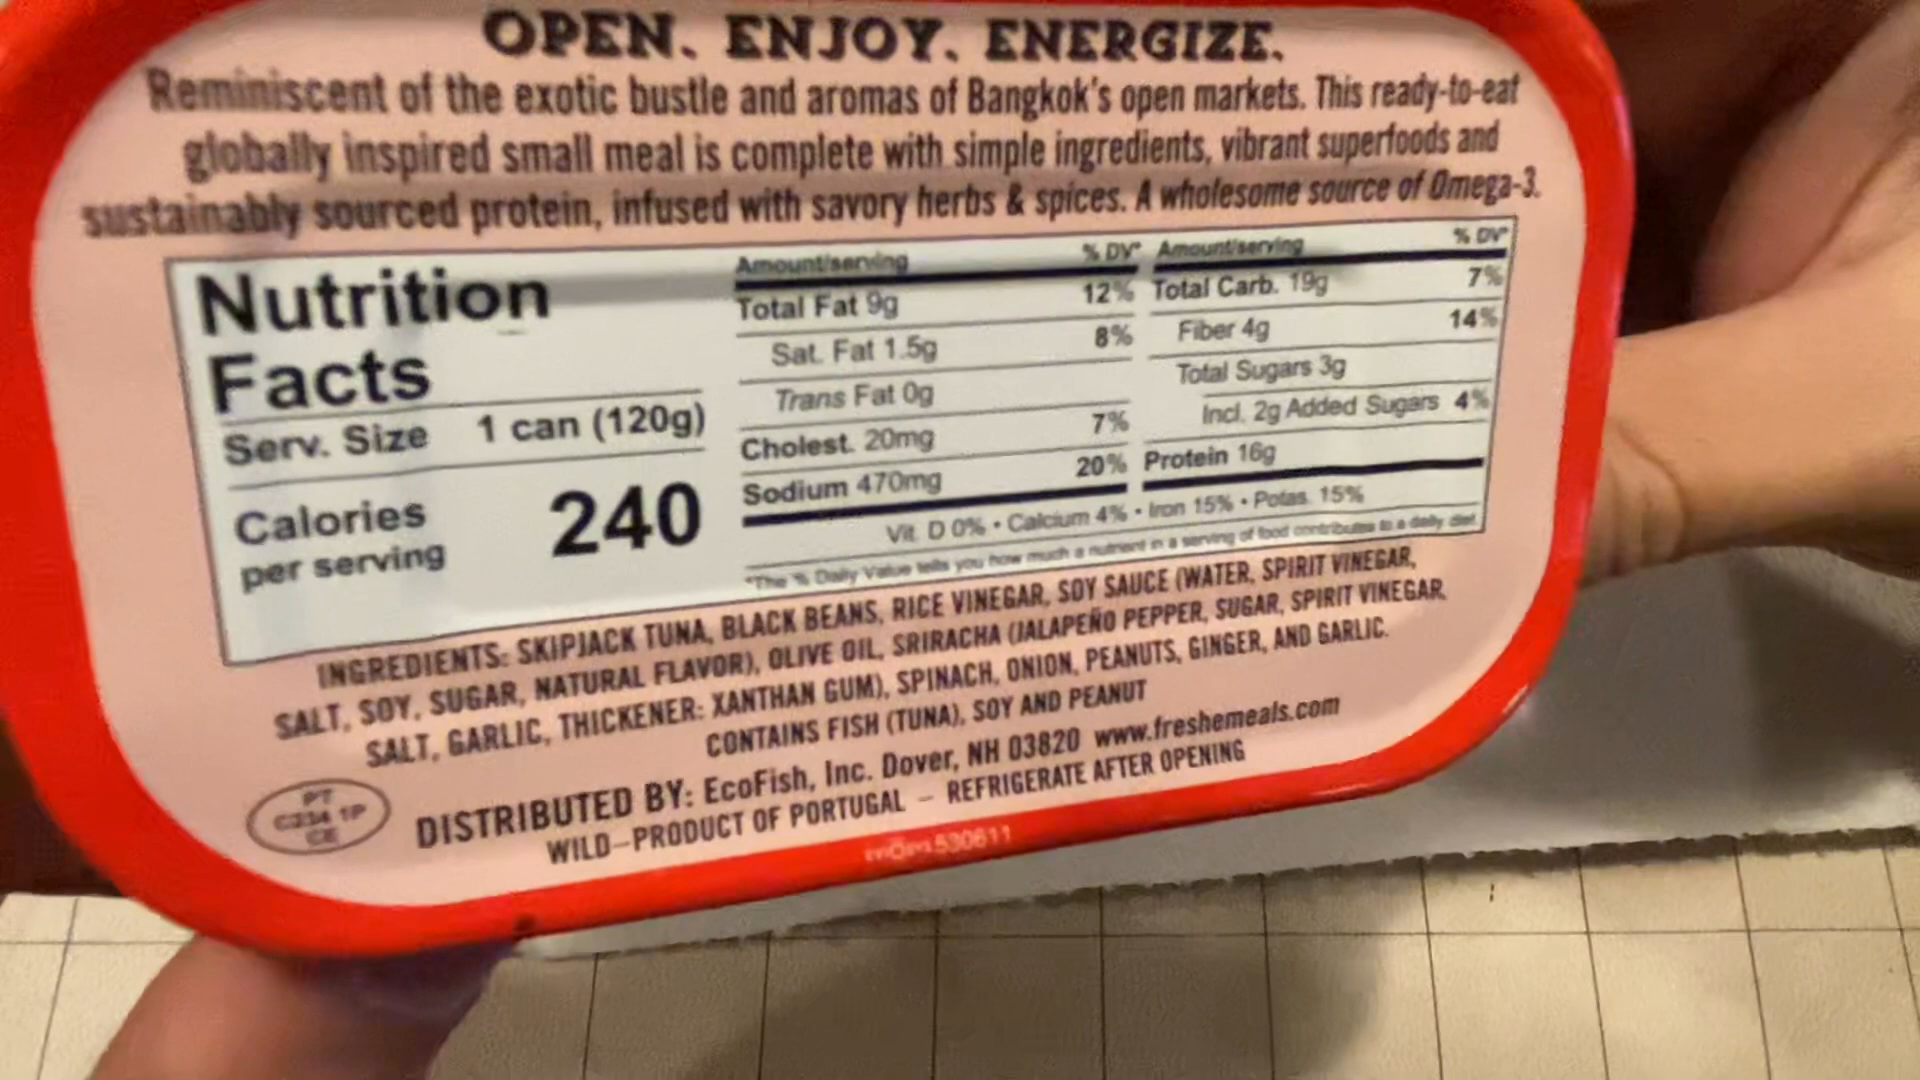 OPEN. ENJOY. ENERGIZE.
Reminiscent of the exotic bustle and aromas of Bangkok's open markets. This ready-to-eat
globally inspired small meal is complete with simple ingredients, vibrant superfoods and
sustainably sourced protein, infused with savory herbs & spices. A wholesome source of Omega-3.
Nutrition
Facts
Serv. Size 1 can (120g)
Calories
per serving 240
Amount/serving % DV*
Total Fat 9g 12%
Sat. Fat 1.5g 8%
Trans Fat 0g
Cholest. 20mg 7%
Sodium 470mg 20%
Amount/serving % DV*
Total Carb. 19g 7%
Fiber 4g 14%
Total Sugars 3g
Incl. 2g Added Sugars 4%
Protein 16g
Vit. D 0% • Calcium 4% • Iron 15% • Potas. 15%
*The % Daily Value tells you how much a nutrient in a serving of food contributes to a daily diet.
INGREDIENTS: SKIPJACK TUNA, BLACK BEANS, RICE VINEGAR, SOY SAUCE (WATER, SPIRIT VINEGAR,
SALT, SOY, SUGAR, NATURAL FLAVOR), OLIVE OIL, SRIRACHA (JALAPEÑO PEPPER, SUGAR, SPIRIT VINEGAR,
SALT, GARLIC, THICKENER: XANTHAN GUM), SPINACH, ONION, PEANUTS, GINGER, AND GARLIC.
CONTAINS FISH (TUNA), SOY AND PEANUT
DISTRIBUTED BY: EcoFish, Inc. Dover, NH 03820 www.freshemeals.com
WILD–PRODUCT OF PORTUGAL – REFRIGERATE AFTER OPENING
PT
1P
CE
530611